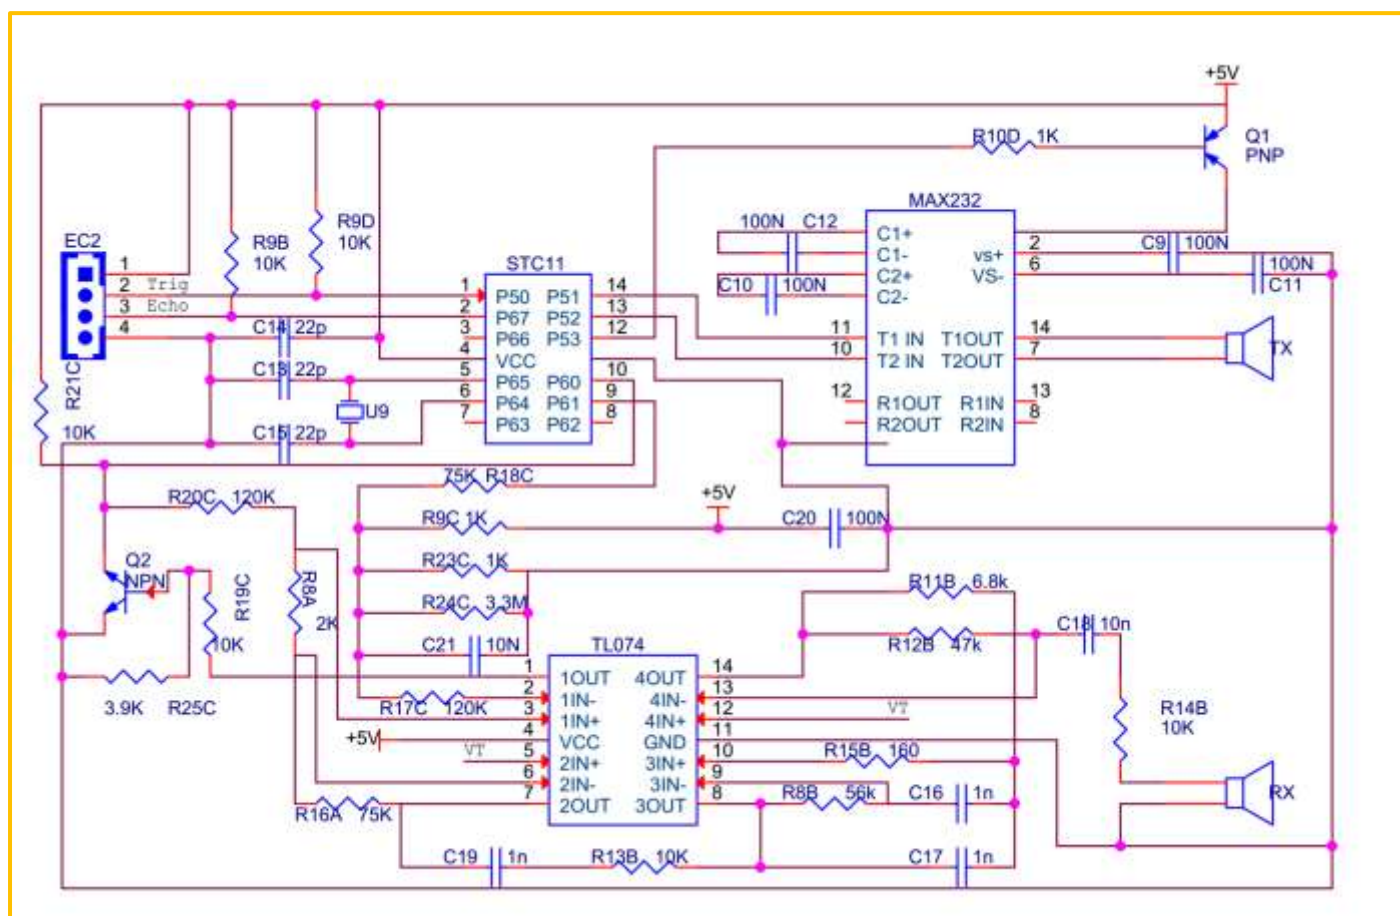 +5V
R10D 1K
Q1
PNP
MAX232
R9D
10K
R9B
10K
EC2
1
2 Trig
3 Echo
4
C14 22p
C13 22p
C15 22p
U9
R21C
10K
STC11
1 P50 P51 14
2 P67 P52 13
3 P66 P53 12
4 VCC
5 P65 P60 10
6 P64 P61 9
7 P63 P62 8
100N C12
C10 100N
C1+
C1- vs+ 2
C2+ VS- 6
C2-
11 T1 IN T1OUT 14
10 T2 IN T2OUT 7
12 R1OUT R1IN 13
R2OUT R2IN 8
C9 100N
100N
C11
TX
75K R18C
R9C 1K
+5V
C20 100N
R23C 1K
R24C 3.3M
C21 10N
R17C 120K
R20C 120K
Q2
NPN
R19C
10K
R8A
2K
3.9K R25C
R11B 6.8k
R12B 47k
C18 10n
R14B
10K
TL074
1 1OUT 4OUT 14
2 1IN- 4IN- 13
3 1IN+ 4IN+ 12 VT
+5V 4 VCC GND 11
VT 5 2IN+ 3IN+ 10
6 2IN- 3IN- 9
7 2OUT 3OUT 8
R15B 160
R8B 56k
C16 1n
R16A 75K
C19 1n
R13B 10K
C17 1n
RX